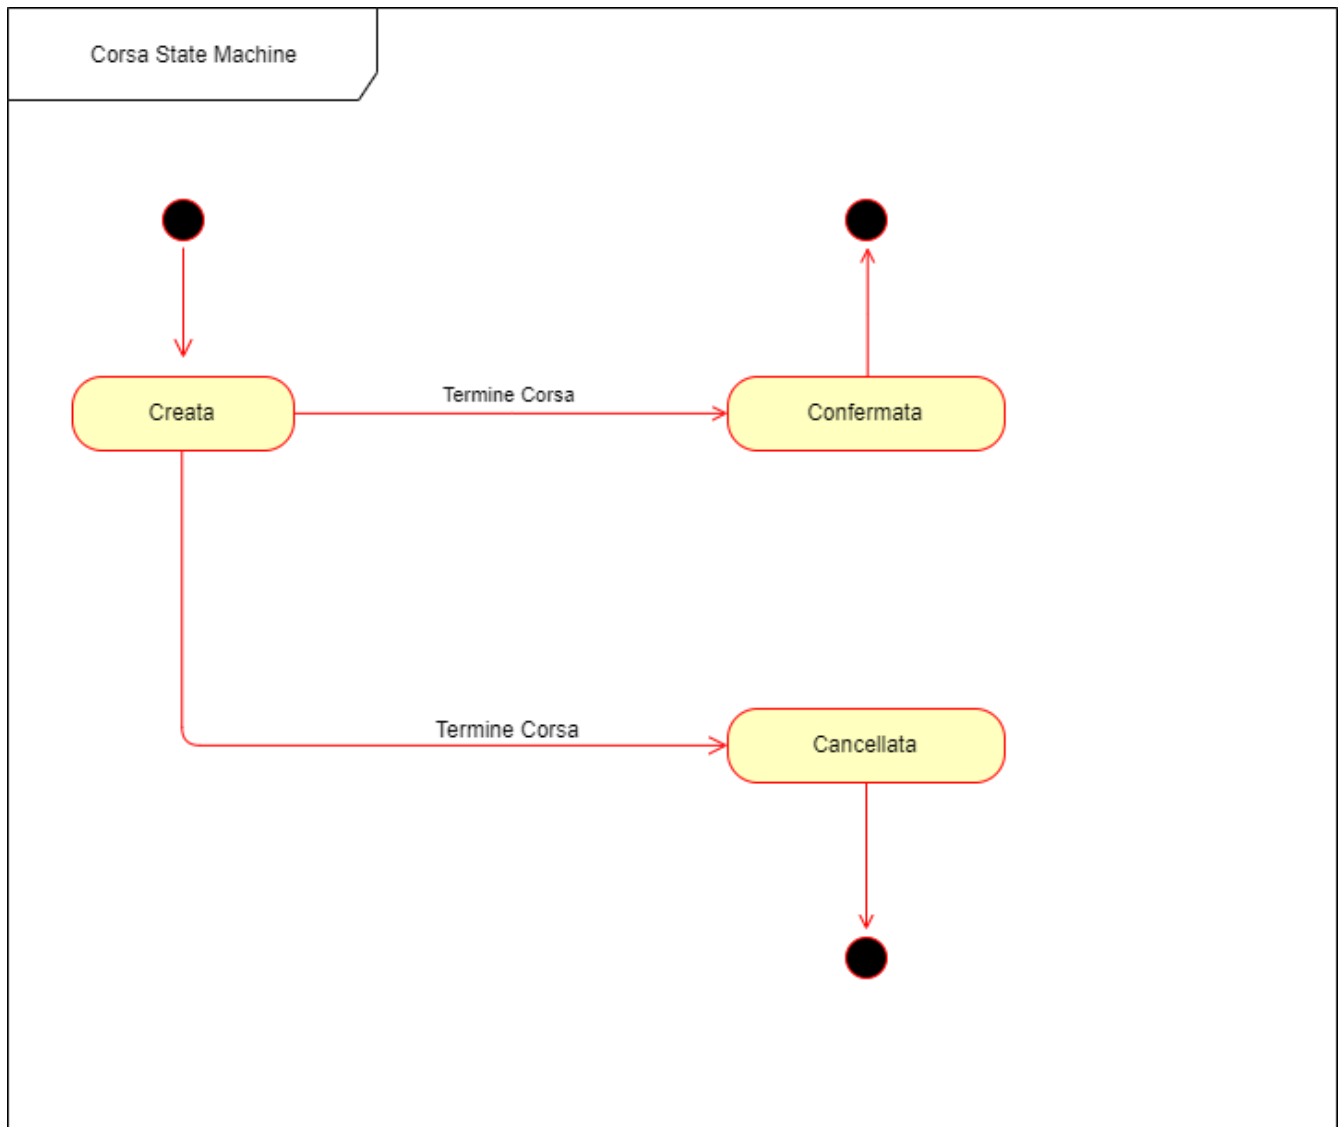 Corsa State Machine
Creata
Termine Corsa
Confermata
Termine Corsa
Cancellata